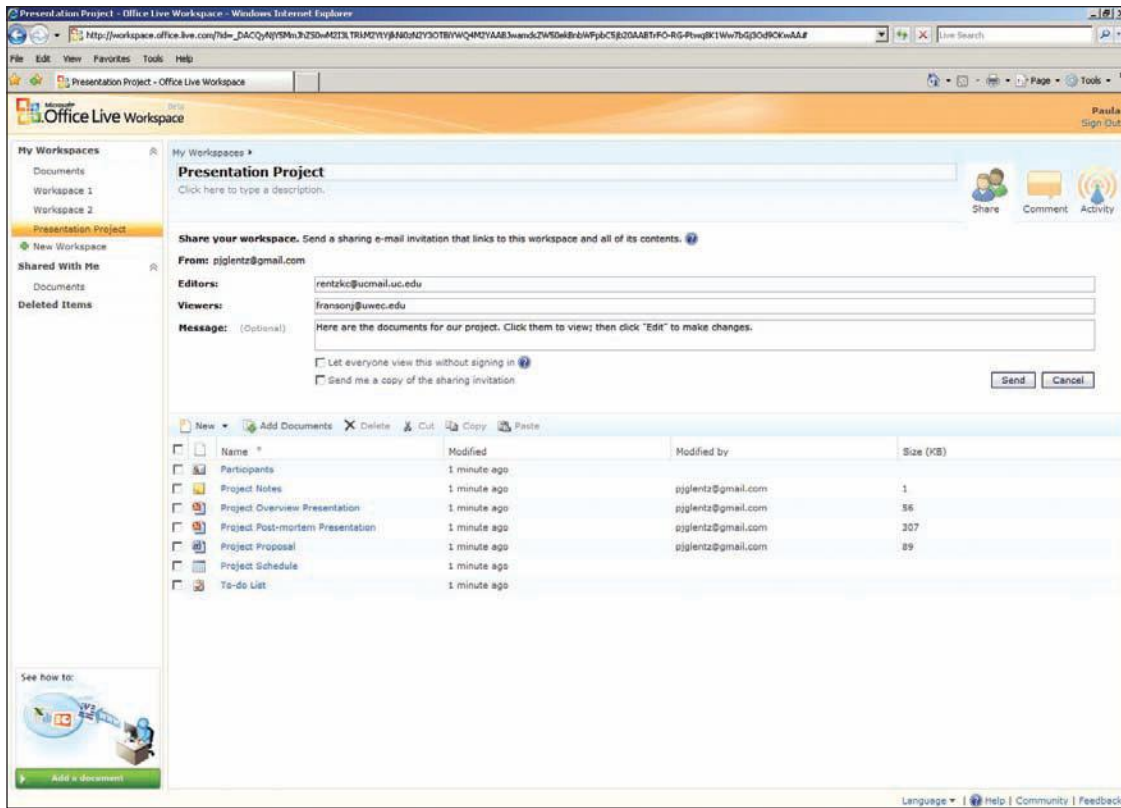 Presentation Project - Office Live Workspace - Windows Internet Explorer
Live Search
File Edit View Favorites Tools Help
Presentation Project - Office Live Workspace
Page Tools
Microsoft
Office Live Workspace
Paula
Sign Out
My Workspaces
Documents
Workspace 1
Workspace 2
Presentation Project
New Workspace
Shared With Me
Documents
Deleted Items
My Workspaces
Presentation Project
Click here to type a description.
Share Comment Activity
Share your workspace. Send a sharing e-mail invitation that links to this workspace and all of its contents.
From: pjglentz@gmail.com
Editors: rentzkc@ucmail.uc.edu
Viewers: fransonj@uwec.edu
Message: (Optional) Here are the documents for our project. Click them to view; then click "Edit" to make changes.
Let everyone view this without signing in
Send me a copy of the sharing invitation
Send Cancel
New Add Documents Delete Cut Copy Paste
Name Modified Modified by Size (KB)
Participants 1 minute ago
Project Notes 1 minute ago pjglentz@gmail.com 1
Project Overview Presentation 1 minute ago pjglentz@gmail.com 56
Project Post-mortem Presentation 1 minute ago pjglentz@gmail.com 307
Project Proposal 1 minute ago pjglentz@gmail.com 89
Project Schedule 1 minute ago
To-do List 1 minute ago
See how to:
Add a document
Language | Help | Community | Feedback